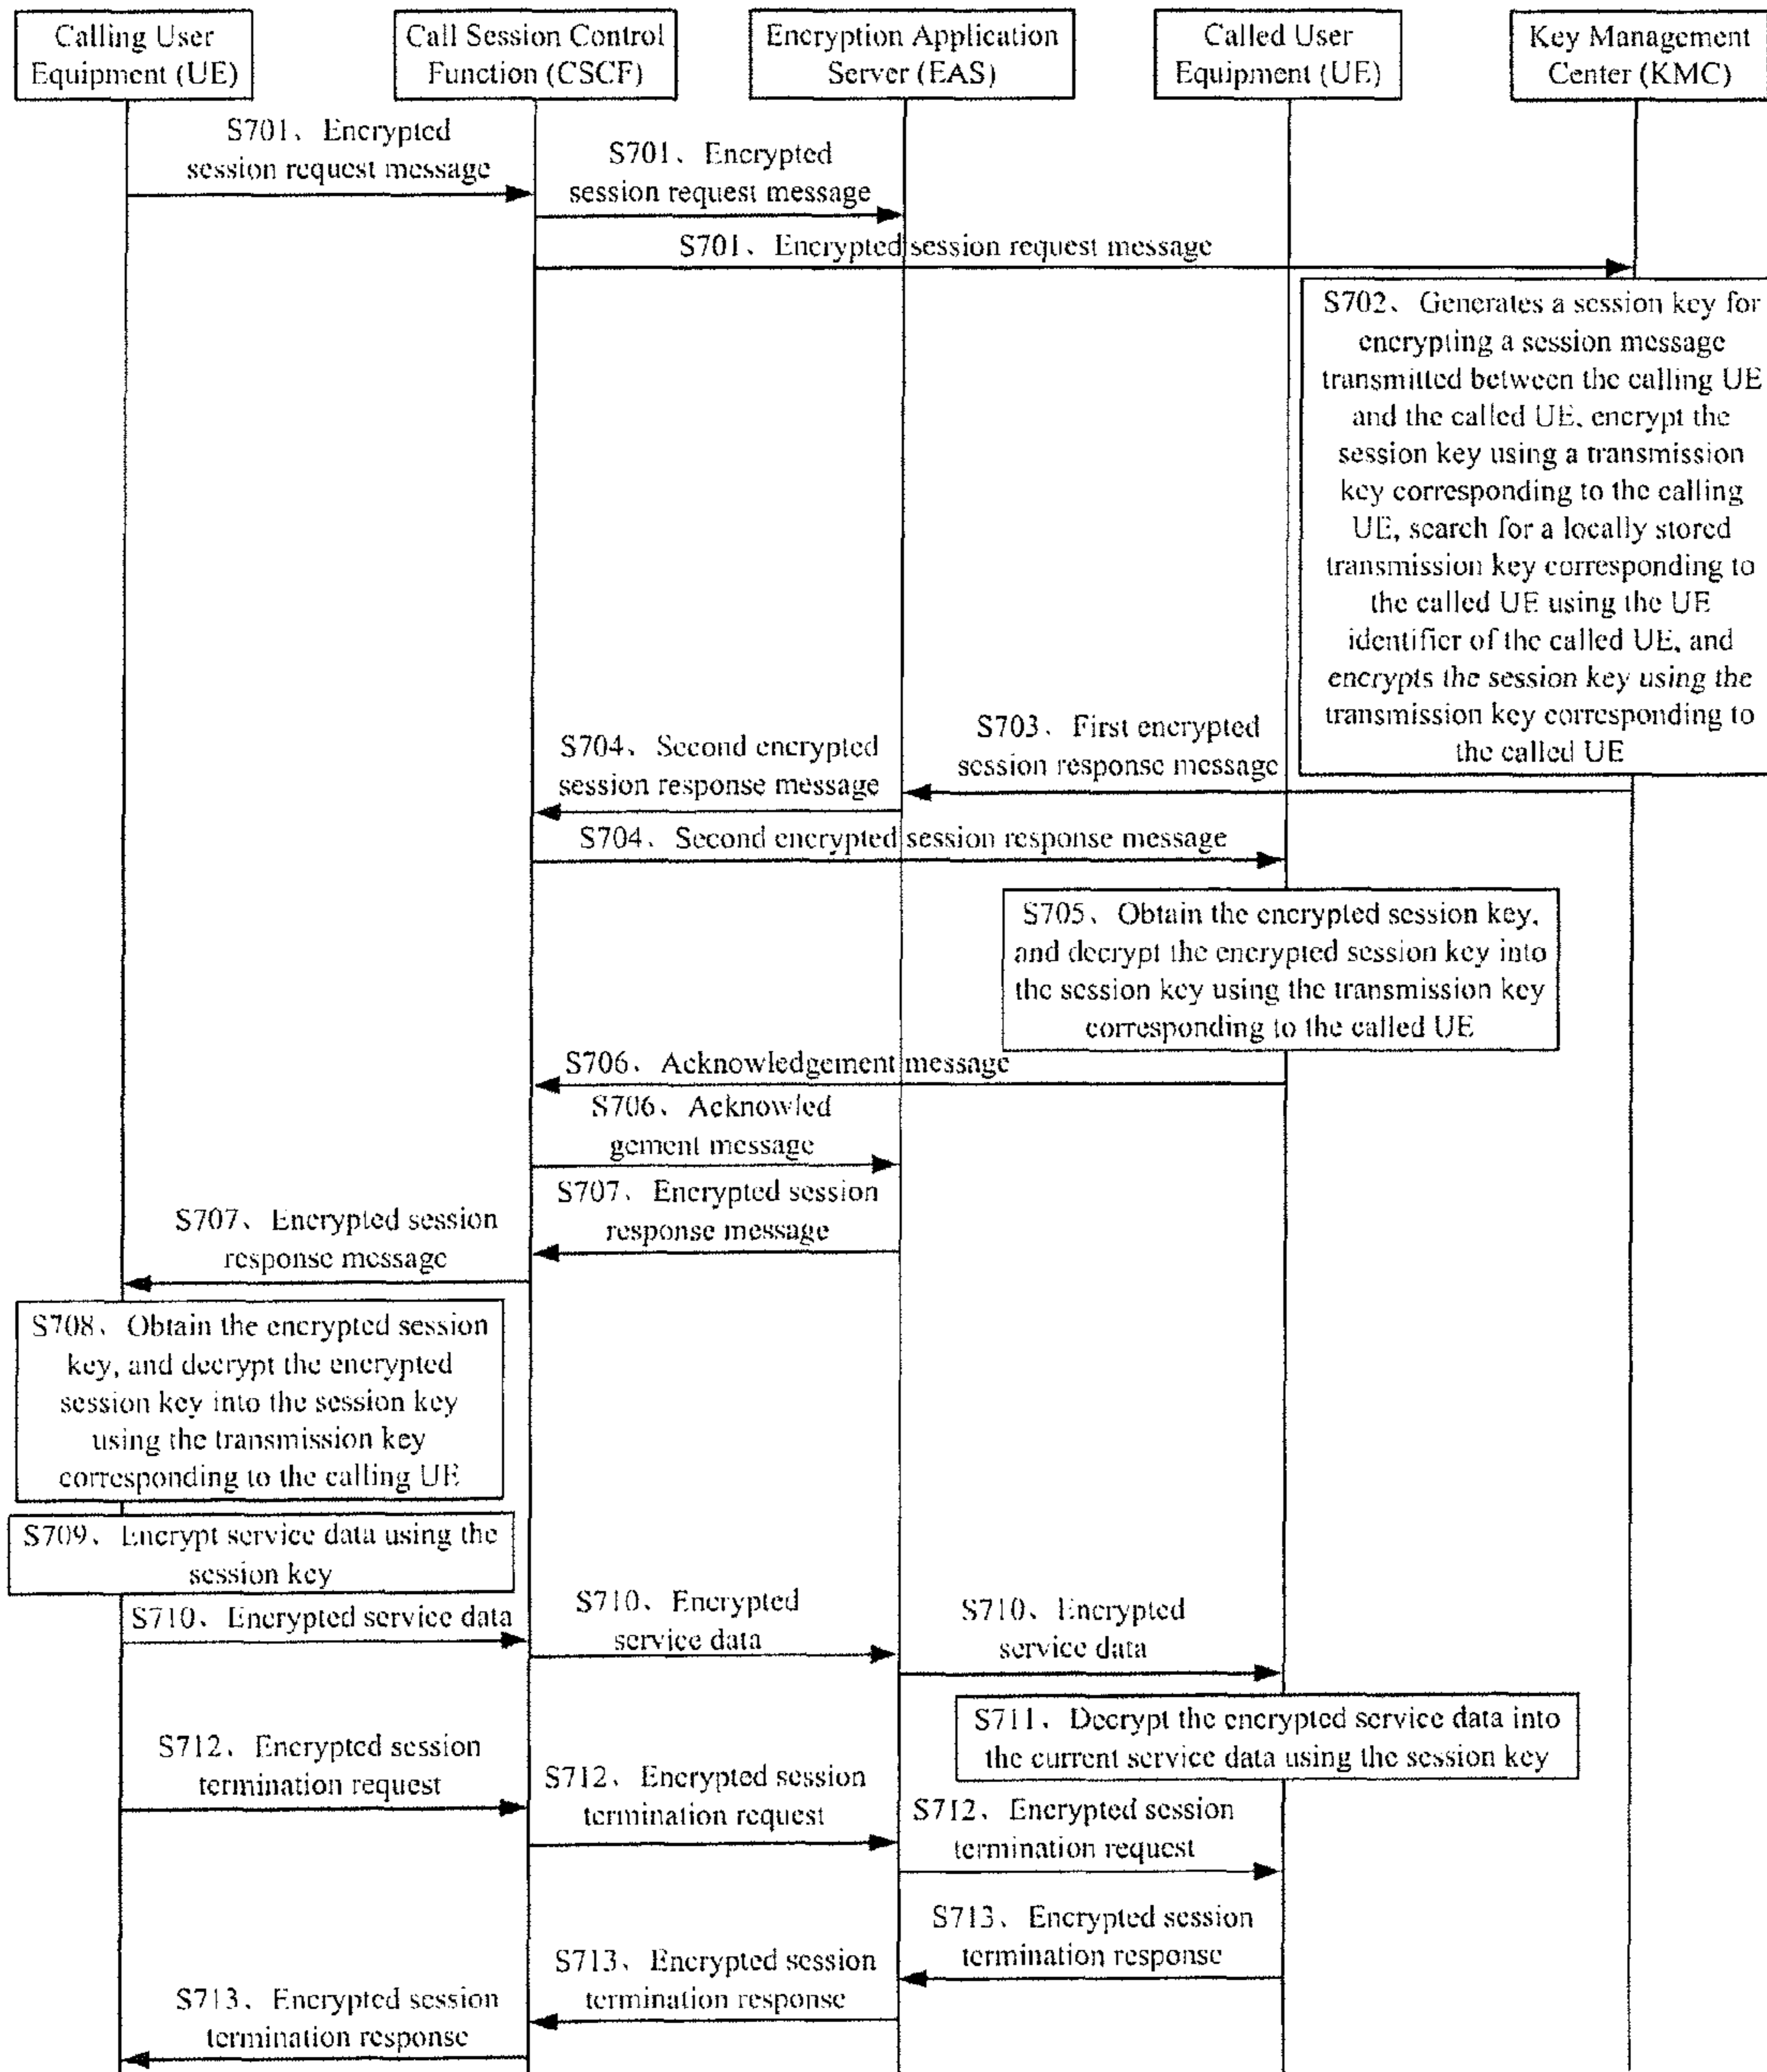 Calling User
Equipment (UE)
Call Session Control
Function (CSCF)
Encryption Application
Server (EAS)
Called User
Equipment (UE)
Key Management
Center (KMC)
S701、Encrypted
session request message
S701、Encrypted
session request message
S701、Encrypted session request message
S702、Generates a session key for
encrypting a session message
transmitted between the calling UE
and the called UE, encrypt the
session key using a transmission
key corresponding to the calling
UE, search for a locally stored
transmission key corresponding to
the called UE using the UE
identifier of the called UE, and
encrypts the session key using the
transmission key corresponding to
the called UE
S703、First encrypted
session response message
S704、Second encrypted
session response message
S704、Second encrypted session response message
S705、Obtain the encrypted session key,
and decrypt the encrypted session key into
the session key using the transmission key
corresponding to the called UE
S706、Acknowledgement message
S706、Acknowled
gement message
S707、Encrypted session
response message
S707、Encrypted session
response message
S708、Obtain the encrypted session
key, and decrypt the encrypted
session key into the session key
using the transmission key
corresponding to the calling UE
S709、Encrypt service data using the
session key
S710、Encrypted service data
S710、Encrypted
service data
S710、Encrypted
service data
S711、Decrypt the encrypted service data into
the current service data using the session key
S712、Encrypted session
termination request
S712、Encrypted session
termination request
S712、Encrypted session
termination request
S713、Encrypted session
termination response
S713、Encrypted session
termination response
S713、Encrypted session
termination response